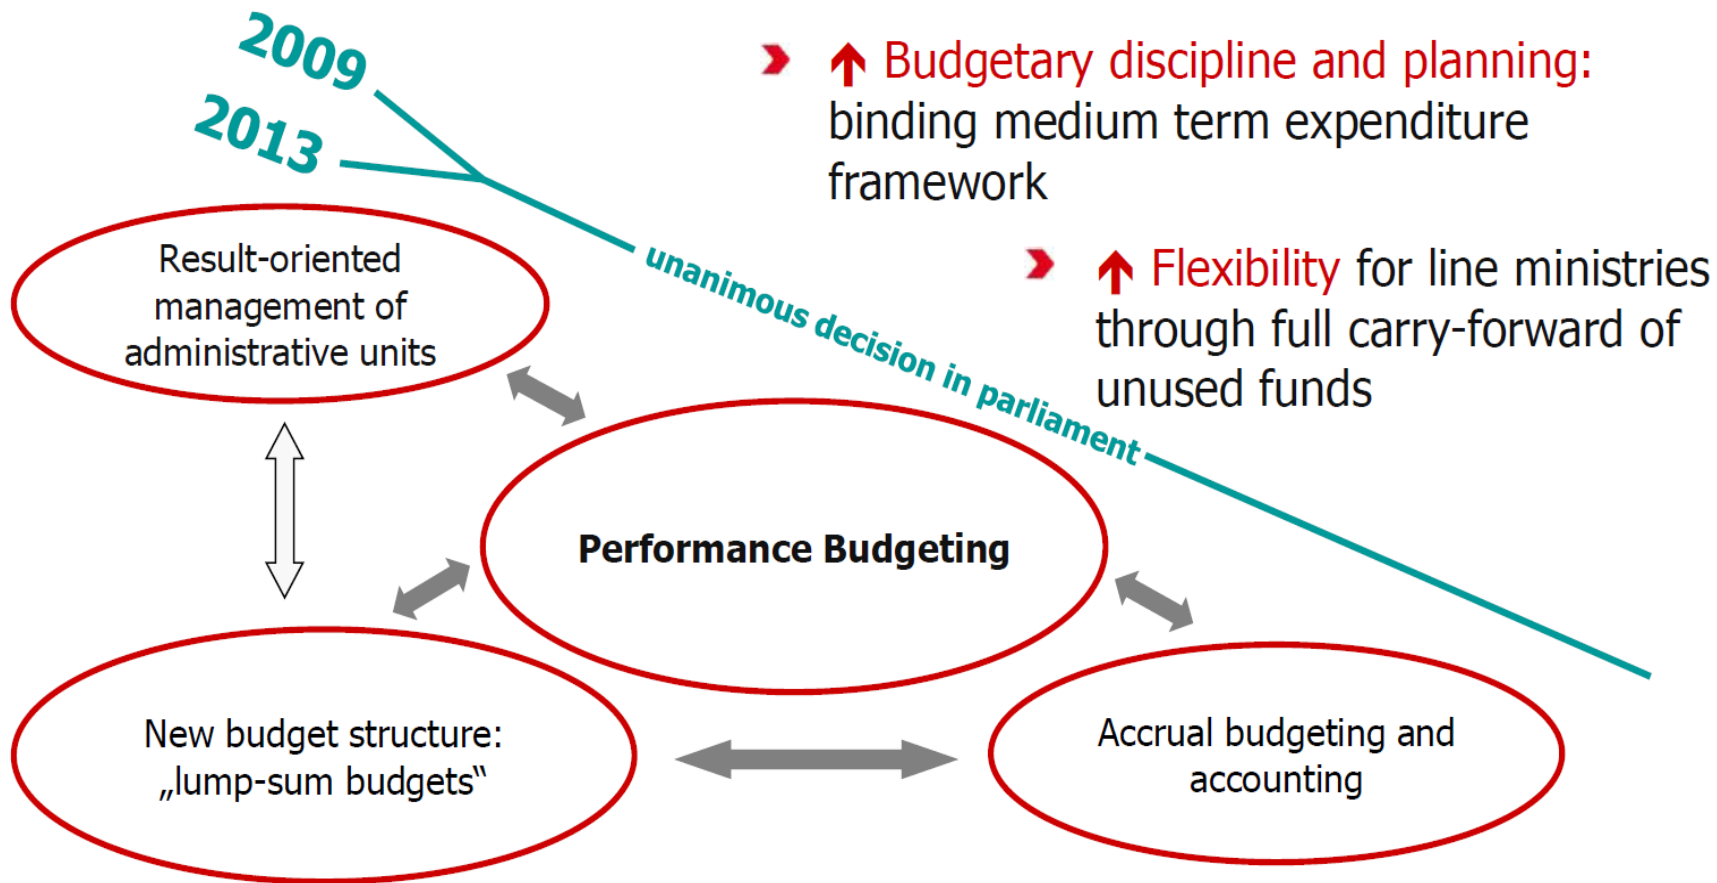 2009
2013
↑ Budgetary discipline and planning:
binding medium term expenditure
framework
↑ Flexibility for line ministries
through full carry-forward of
unused funds
unanimous decision in parliament
Result-oriented
management of
administrative units
Performance Budgeting
New budget structure:
„lump-sum budgets“
Accrual budgeting and
accounting